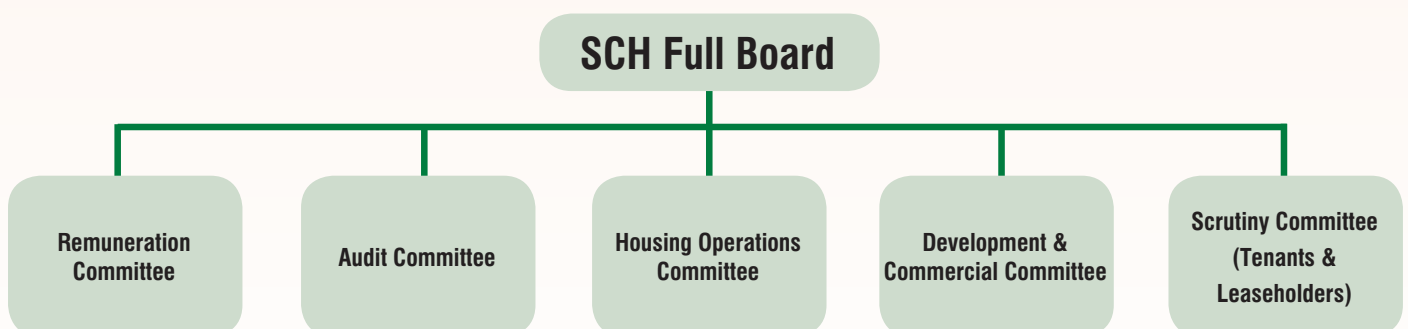 SCH Full Board
Remuneration
Committee
Audit Committee
Housing Operations
Committee
Development &
Commercial Committee
Scrutiny Committee
(Tenants &
Leaseholders)